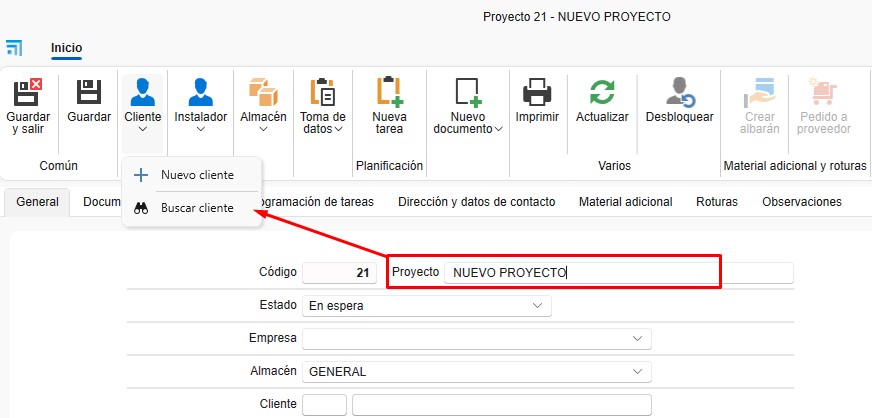 Proyecto 21 - NUEVO PROYECTO
Inicio
Guardar y salir
Guardar
Cliente
Instalador
Almacén
Toma de datos
Nueva tarea
Nuevo documento
Imprimir
Actualizar
Desbloquear
Crear albarán
Pedido a proveedor
Común
Planificación
Varios
Material adicional y roturas
Nuevo cliente
Buscar cliente
General
Docum
ogramación de tareas
Dirección y datos de contacto
Material adicional
Roturas
Observaciones
Código 21 Proyecto NUEVO PROYECTO
Estado En espera
Empresa
Almacén GENERAL
Cliente